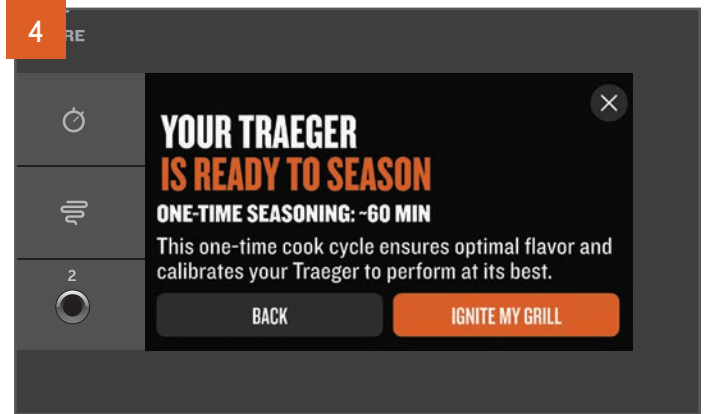 4
RE
YOUR TRAEGER
IS READY TO SEASON
ONE-TIME SEASONING: ~60 MIN
This one-time cook cycle ensures optimal flavor and
calibrates your Traeger to perform at its best.
2
BACK
IGNITE MY GRILL